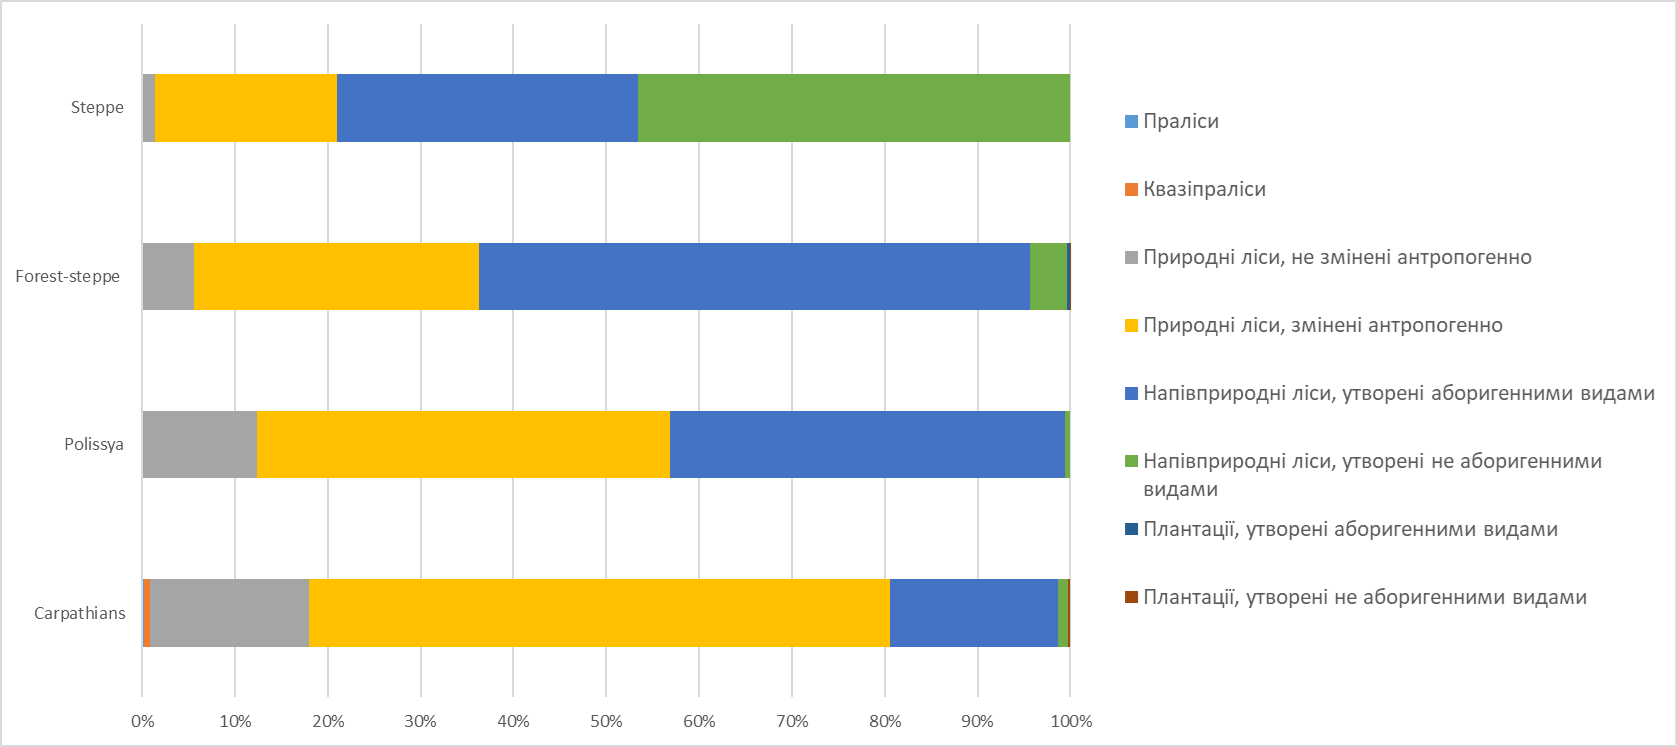 Steppe
Forest-steppe
Polissya
Carpathians
0% 10% 20% 30% 40% 50% 60% 70% 80% 90% 100%
Праліси
Квазіпраліси
Природні ліси, не змінені антропогенно
Природні ліси, змінені антропогенно
Напівприродні ліси, утворені аборигенними видами
Напівприродні ліси, утворені не аборигенними
видами
Плантації, утворені аборигенними видами
Плантації, утворені не аборигенними видами